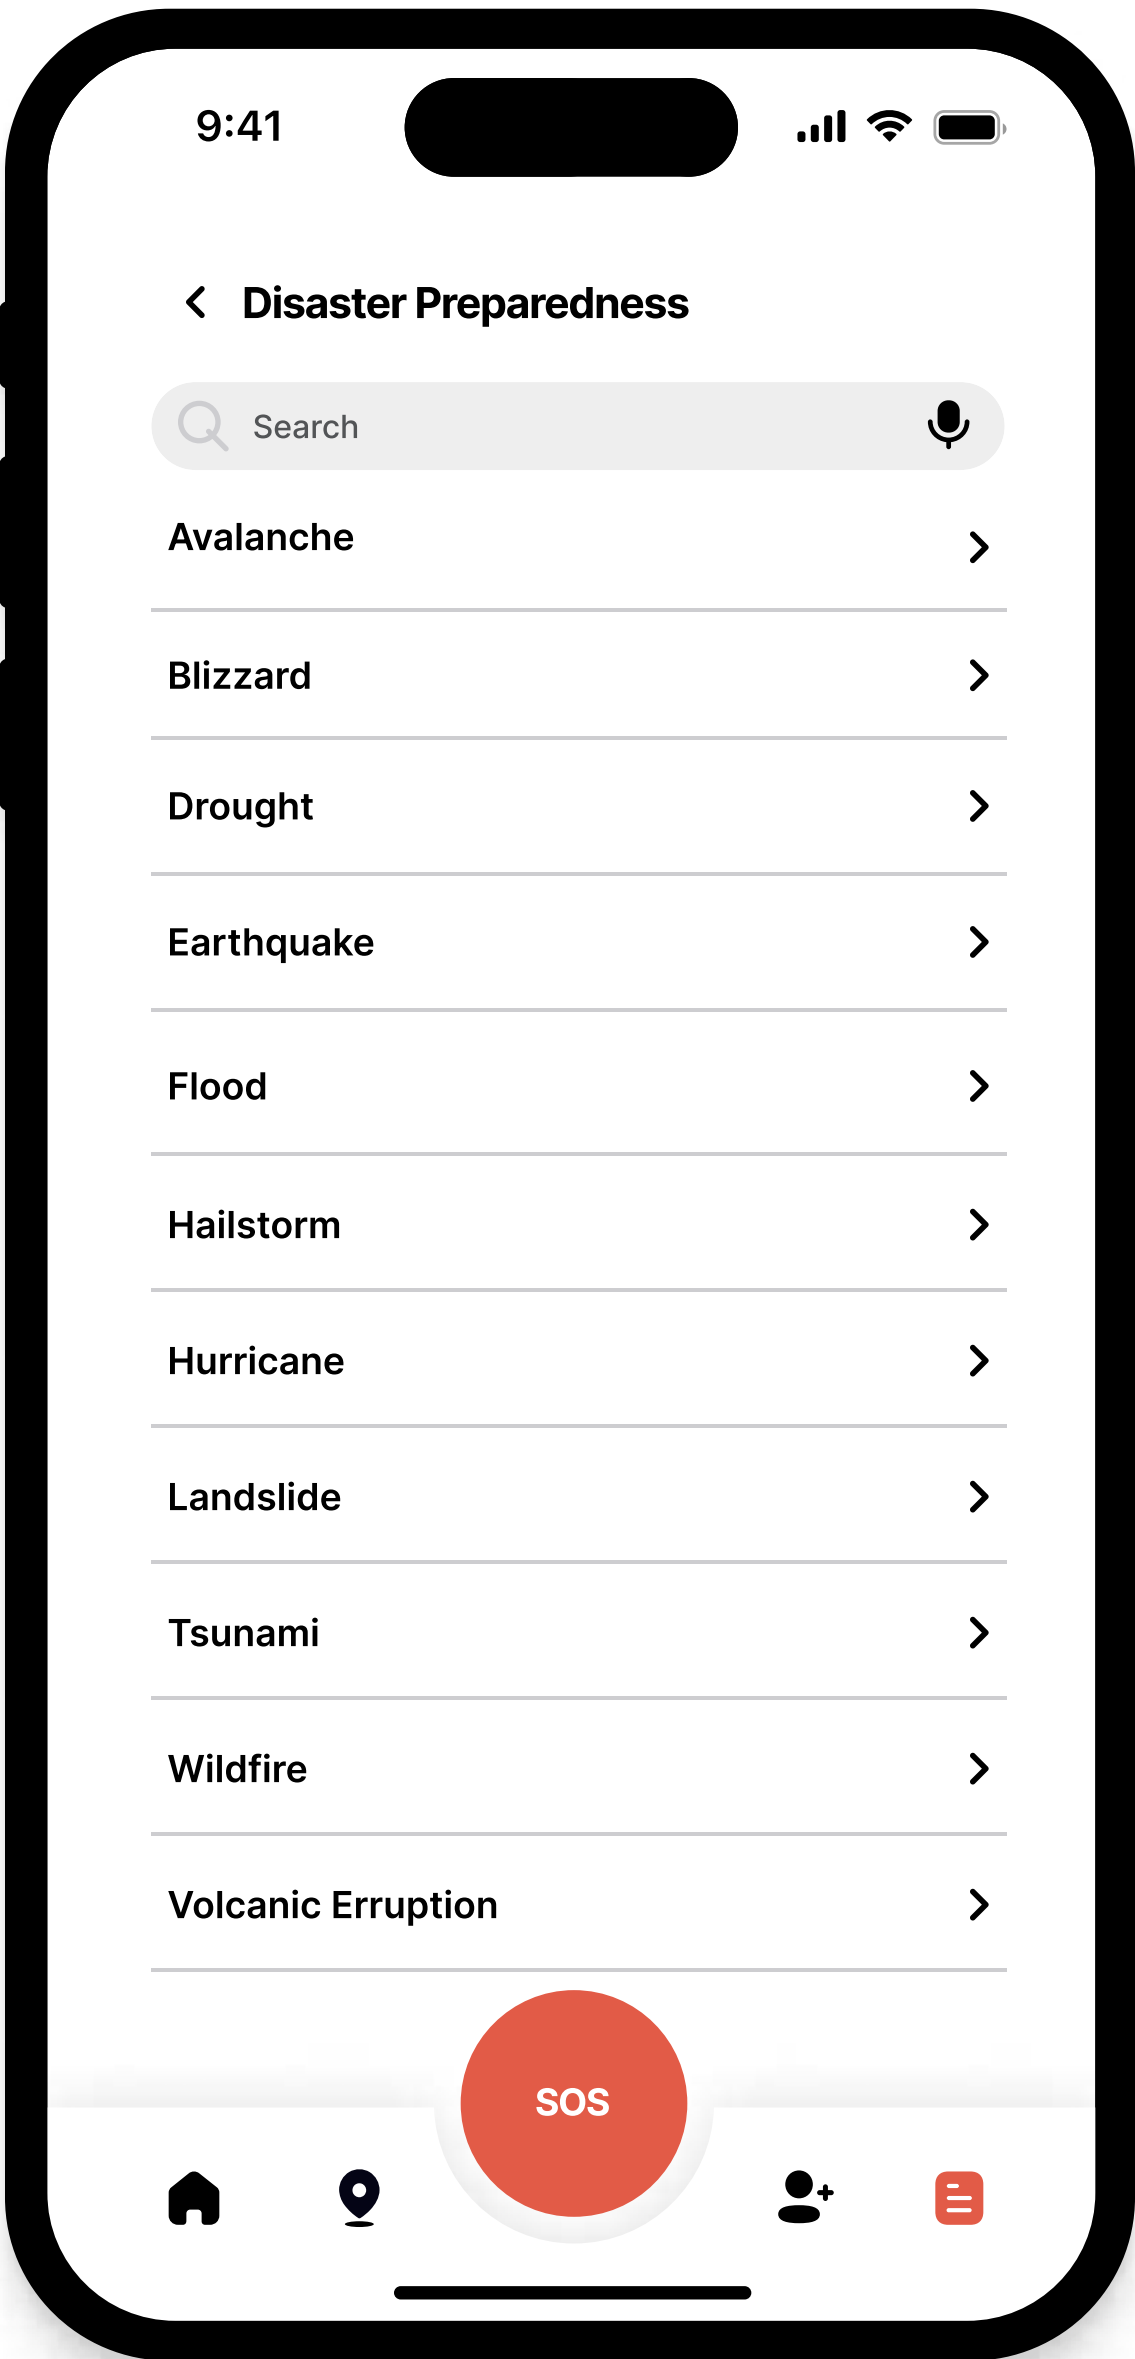 9:41
Disaster Preparedness
Search
Avalanche
Blizzard
Drought
Earthquake
Flood
Hailstorm
Hurricane
Landslide
Tsunami
Wildfire
Volcanic Erruption
SOS